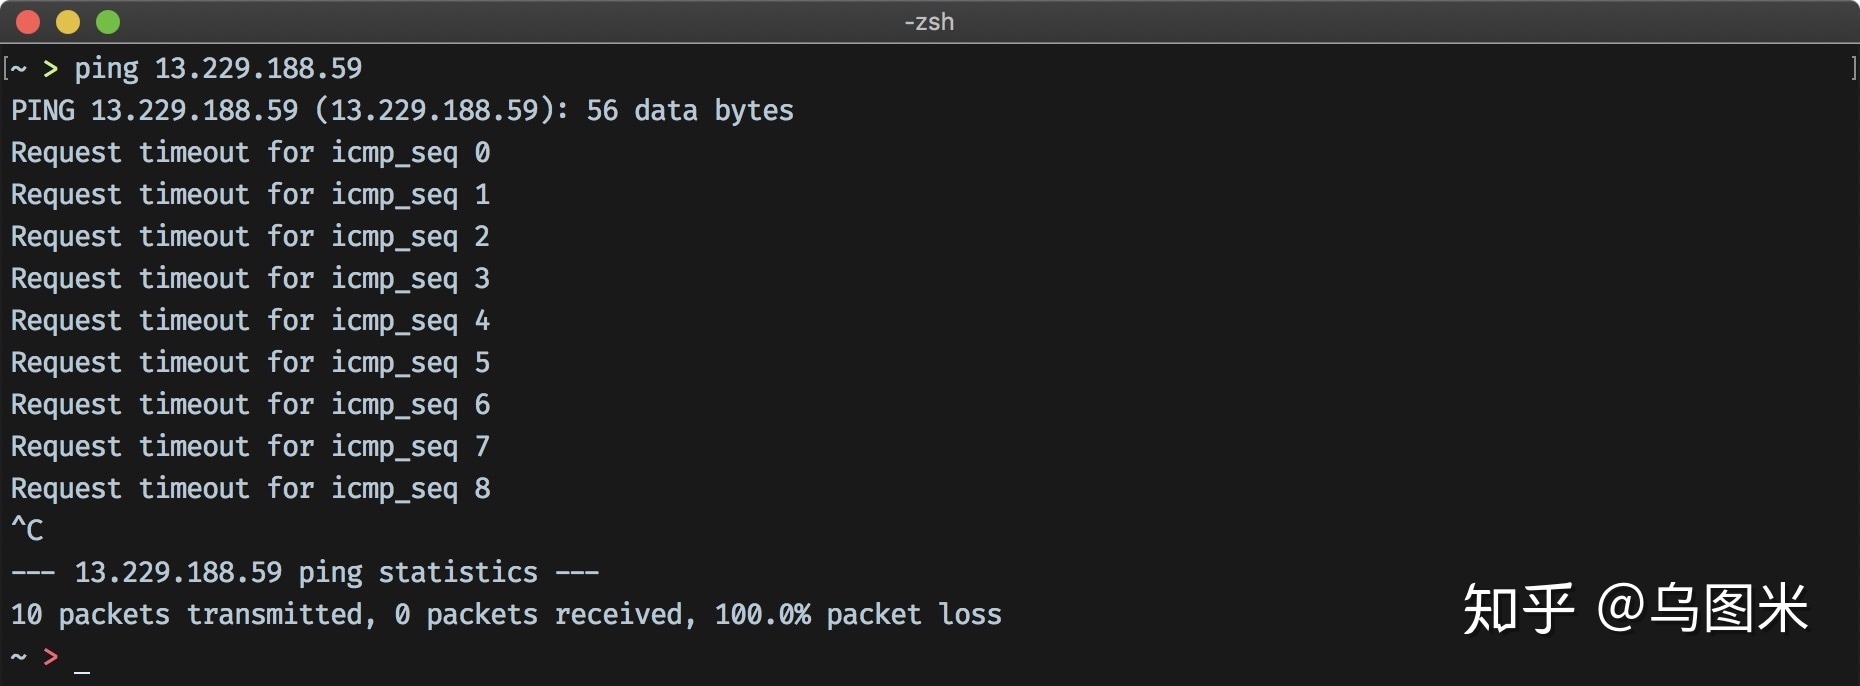 -zsh
[~ > ping 13.229.188.59 ]
PING 13.229.188.59 (13.229.188.59): 56 data bytes
Request timeout for icmp_seq 0
Request timeout for icmp_seq 1
Request timeout for icmp_seq 2
Request timeout for icmp_seq 3
Request timeout for icmp_seq 4
Request timeout for icmp_seq 5
Request timeout for icmp_seq 6
Request timeout for icmp_seq 7
Request timeout for icmp_seq 8
^C
--- 13.229.188.59 ping statistics ---
10 packets transmitted, 0 packets received, 100.0% packet loss
~ > _
知乎 @乌图米